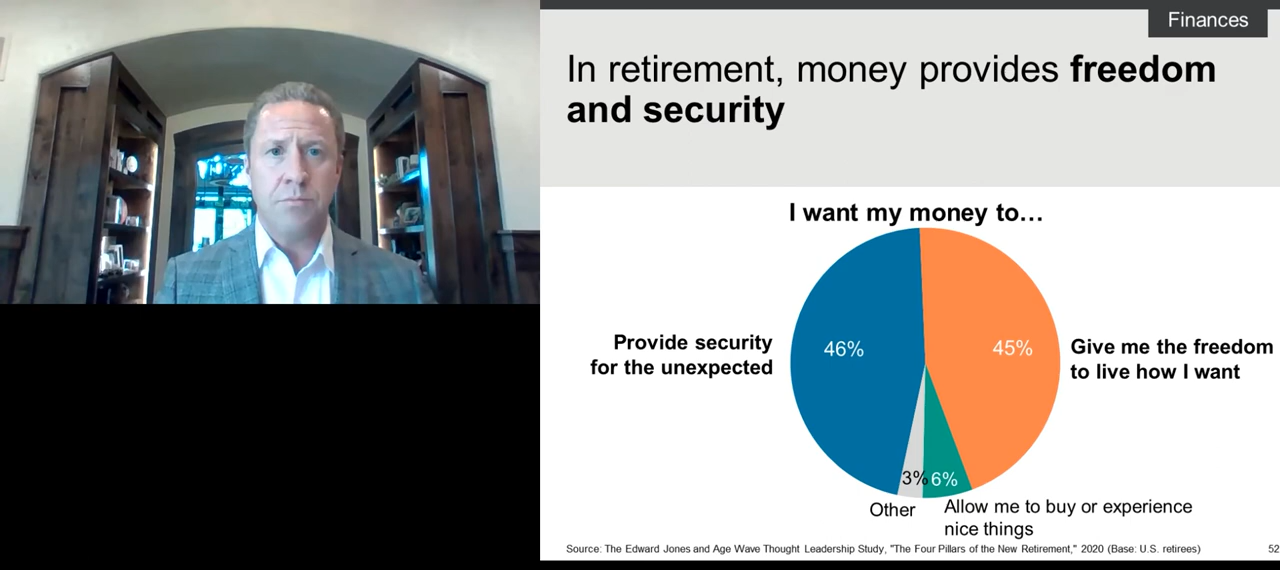 Finances
In retirement, money provides freedom
and security
I want my money to…
Provide security
for the unexpected
46%
45%
Give me the freedom
to live how I want
3%
6%
Other
Allow me to buy or experience
nice things
Source: The Edward Jones and Age Wave Thought Leadership Study, "The Four Pillars of the New Retirement," 2020 (Base: U.S. retirees)
52